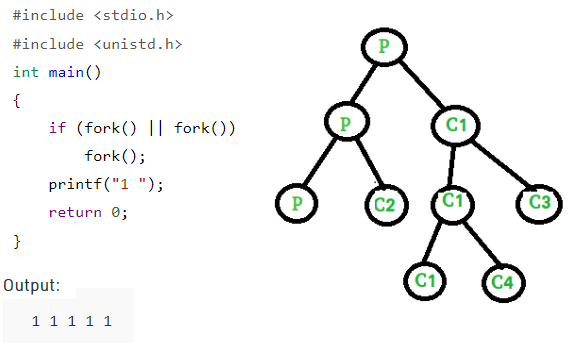 #include <stdio.h>
#include <unistd.h>
int main()
{
    if (fork() || fork())
        fork();
    printf("1 ");
    return 0;
}
Output:
1 1 1 1 1
P
P C1
P C2 C1 C3
C1 C4